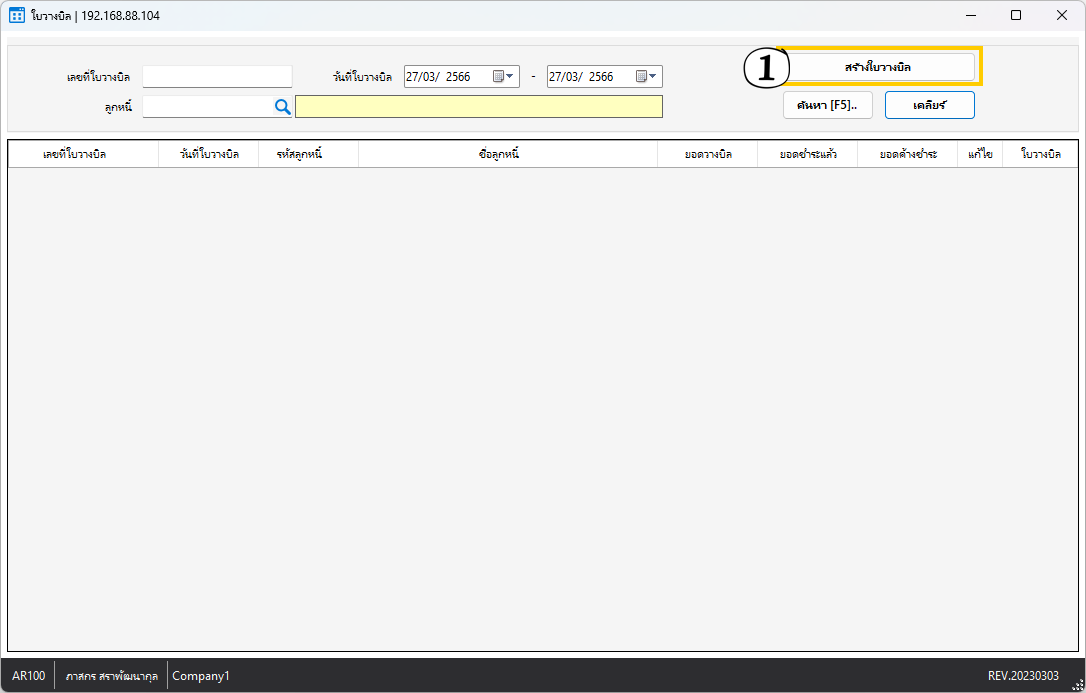 ใบวางบิล | 192.168.88.104
เลขที่ใบวางบิล วันที่ใบวางบิล 27/03/ 2566 - 27/03/ 2566 1 สร้างใบวางบิล
ลูกหนี้ ค้นหา [F5].. เคลียร์
เลขที่ใบวางบิล วันที่ใบวางบิล รหัสลูกหนี้ ชื่อลูกหนี้ ยอดวางบิล ยอดชำระแล้ว ยอดค้างชำระ แก้ไข ใบวางบิล
AR100 ภาสกร สราพัฒนากุล Company1 REV.20230303